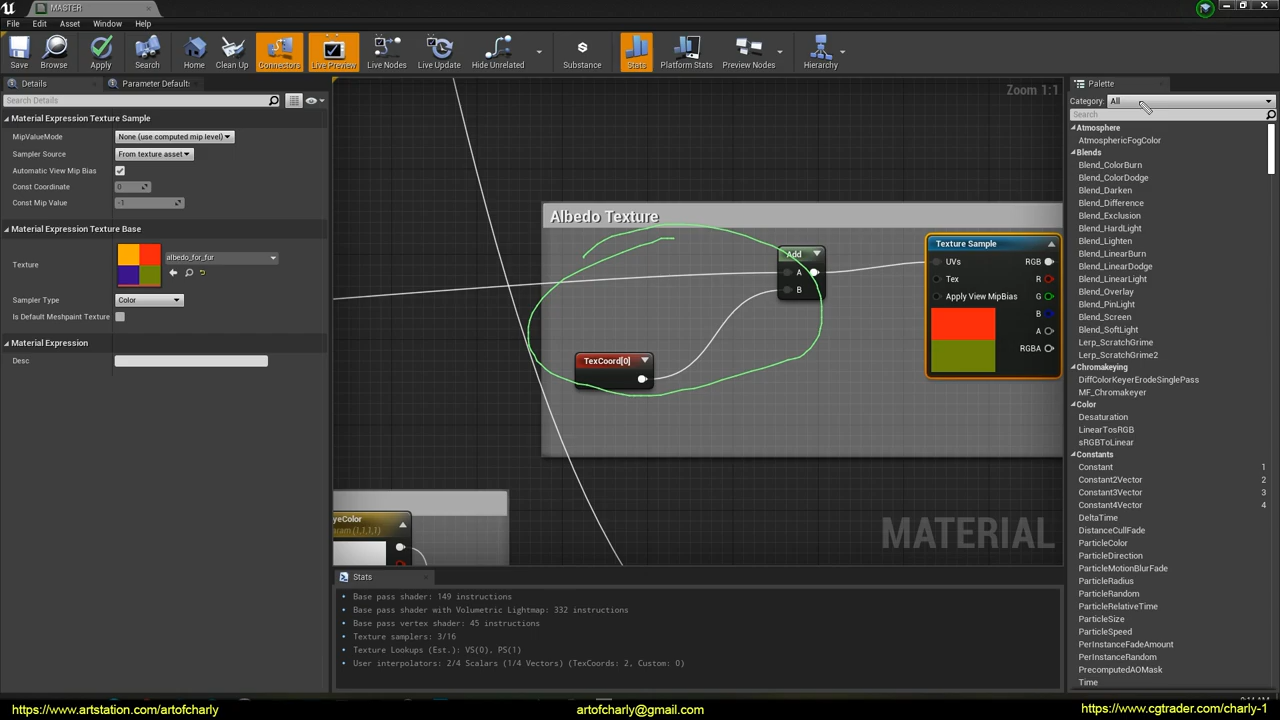 MASTER
File Edit Asset Window Help
Save Browse Apply Search Home Clean Up Connectors Live Preview Live Nodes Live Update Hide Unrelated Substance Stats Platform Stats Preview Nodes Hierarchy
Details Parameter Default:
Search Details
Material Expression Texture Sample
MipValueMode None (use computed mip level)
Sampler Source From texture asset
Automatic View Mip Bias
Const Coordinate 0
Const Mip Value -1
Material Expression Texture Base
Texture albedo_for_fur
Sampler Type Color
Is Default Meshpaint Texture
Material Expression
Desc
Zoom 1:1
Albedo Texture
Add
A
B
TexCoord[0]
Texture Sample
UVs RGB
Tex R
Apply View MipBias G
B
A
RGBA
yeColor
aram (1,1,1,1)
MATERIAL
Stats
Base pass shader: 149 instructions
Base pass shader with Volumetric Lightmap: 332 instructions
Base pass vertex shader: 45 instructions
Texture samplers: 3/16
Texture Lookups (Est.): VS(0), PS(1)
User interpolators: 2/4 Scalars (1/4 Vectors) (TexCoords: 2, Custom: 0)
Palette
Category: All
Search
Atmosphere
AtmosphericFogColor
Blends
Blend_ColorBurn
Blend_ColorDodge
Blend_Darken
Blend_Difference
Blend_Exclusion
Blend_HardLight
Blend_Lighten
Blend_LinearBurn
Blend_LinearDodge
Blend_LinearLight
Blend_Overlay
Blend_PinLight
Blend_Screen
Blend_SoftLight
Lerp_ScratchGrime
Lerp_ScratchGrime2
Chromakeying
DiffColorKeyerErodeSinglePass
MF_Chromakeyer
Color
Desaturation
LinearTosRGB
sRGBToLinear
Constants
Constant 1
Constant2Vector 2
Constant3Vector 3
Constant4Vector 4
DeltaTime
DistanceCullFade
ParticleColor
ParticleDirection
ParticleMotionBlurFade
ParticleRadius
ParticleRandom
ParticleRelativeTime
ParticleSize
ParticleSpeed
PerInstanceFadeAmount
PerInstanceRandom
PrecomputedAOMask
Time
https://www.artstation.com/artofcharly artofcharly@gmail.com https://www.cgtrader.com/charly-1